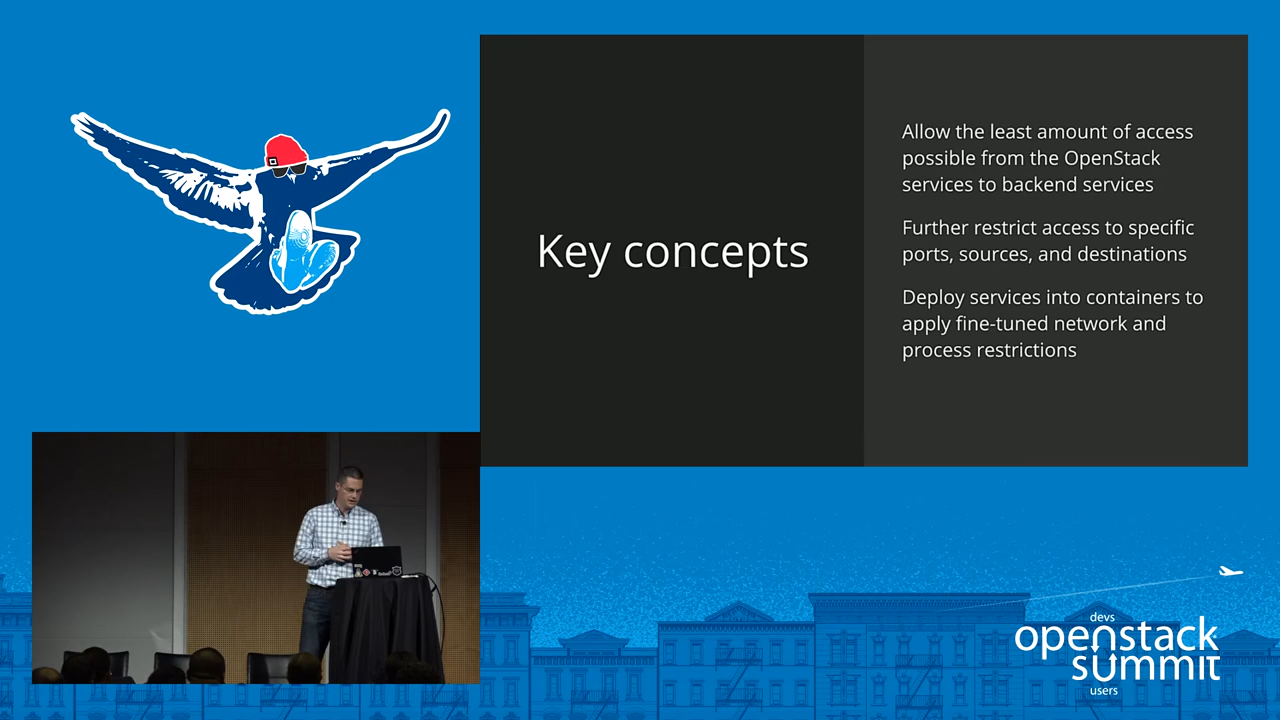 Key concepts
Allow the least amount of access
possible from the OpenStack
services to backend services
Further restrict access to specific
ports, sources, and destinations
Deploy services into containers to
apply fine-tuned network and
process restrictions
devs
openstack
summit
users